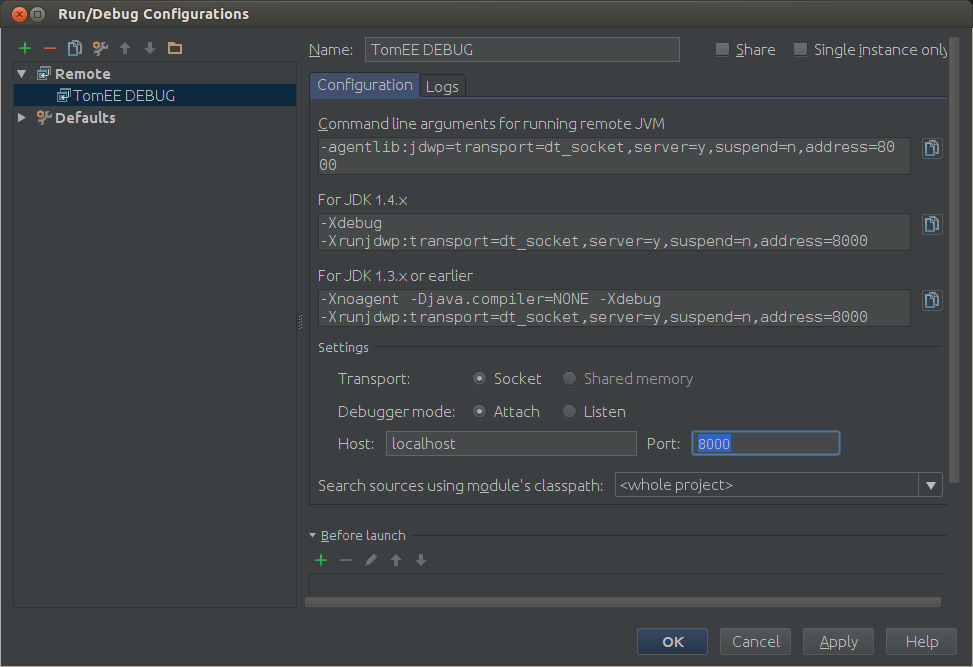 Run/Debug Configurations
Remote
TomEE DEBUG
Defaults
Name: TomEE DEBUG Share Single instance only
Configuration Logs
Command line arguments for running remote JVM
-agentlib:jdwp=transport=dt_socket,server=y,suspend=n,address=80
00
For JDK 1.4.x
-Xdebug
-Xrunjdwp:transport=dt_socket,server=y,suspend=n,address=8000
For JDK 1.3.x or earlier
-Xnoagent -Djava.compiler=NONE -Xdebug
-Xrunjdwp:transport=dt_socket,server=y,suspend=n,address=8000
Settings
Transport: Socket Shared memory
Debugger mode: Attach Listen
Host: localhost Port: 8000
Search sources using module's classpath: <whole project>
Before launch
OK Cancel Apply Help